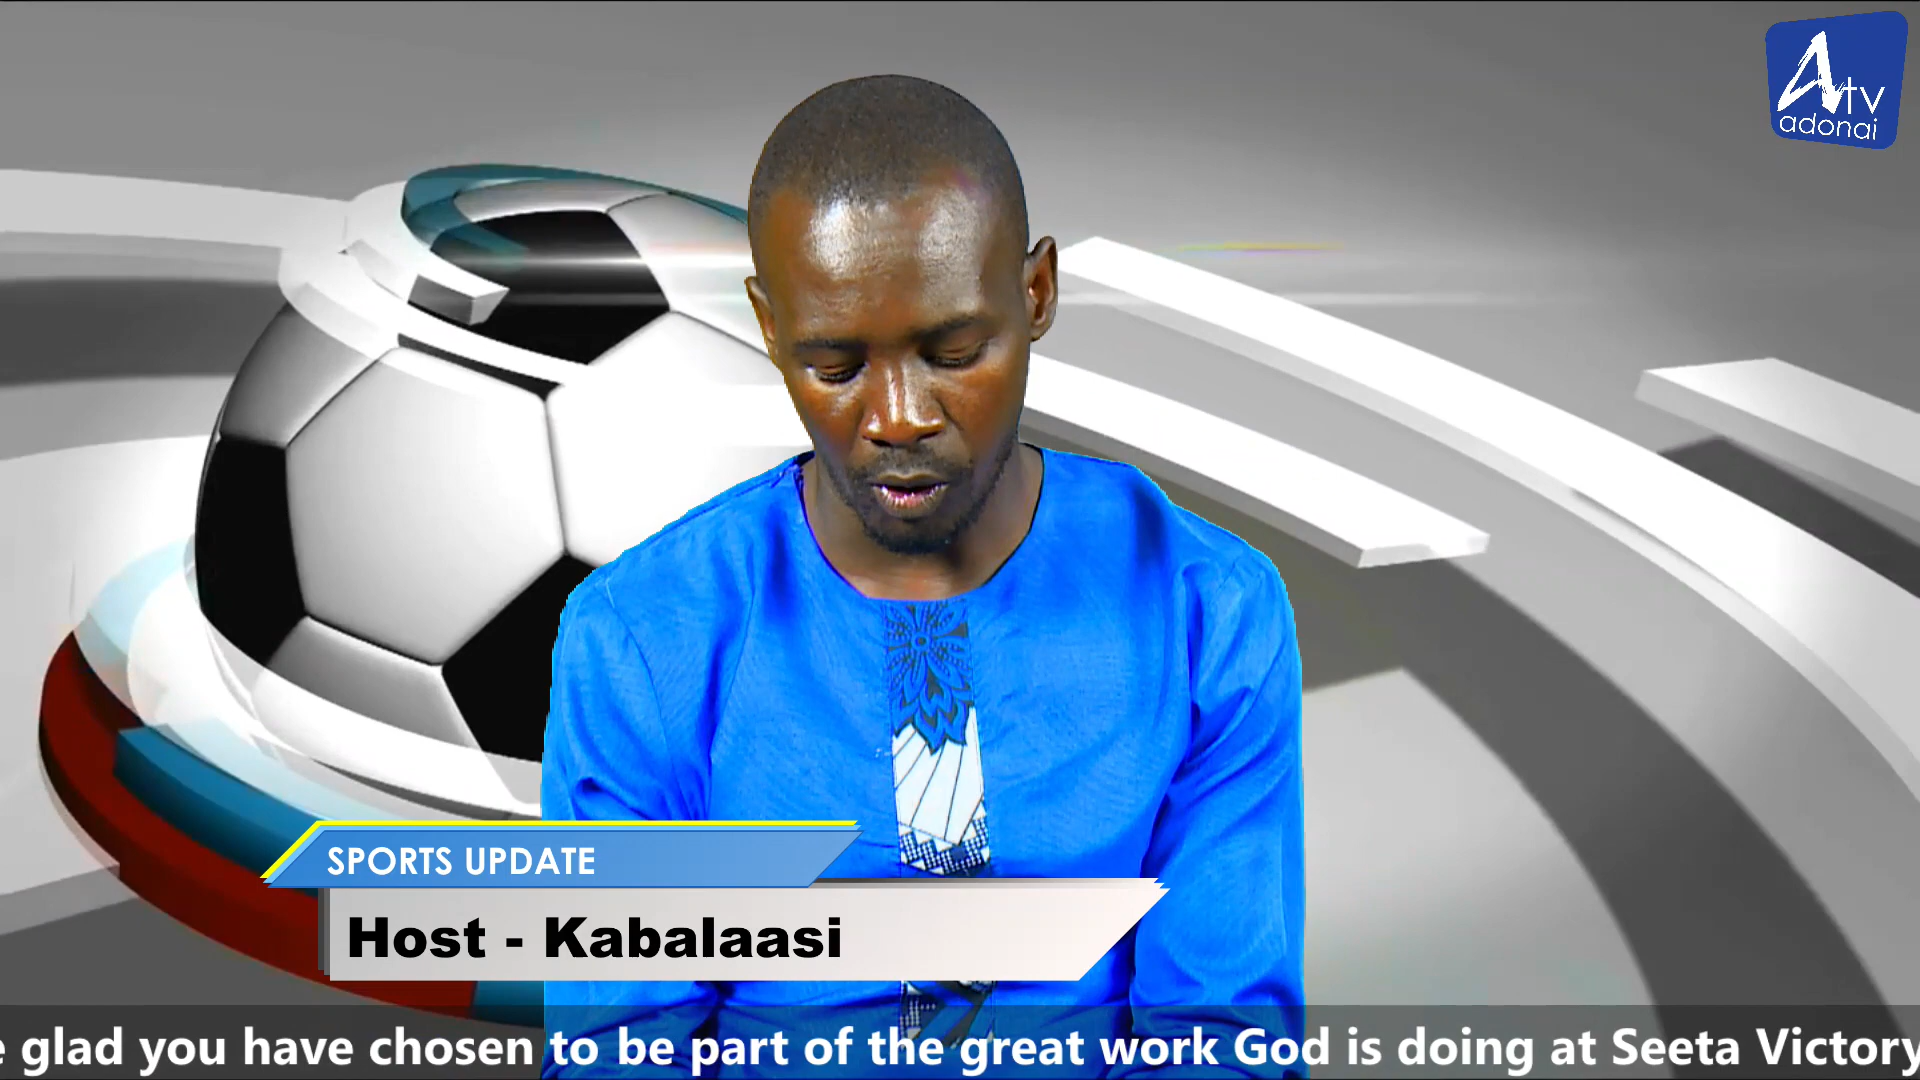 Atv
adonai
SPORTS UPDATE
Host - Kabalaasi
glad you have chosen to be part of the great work God is doing at Seeta Victory